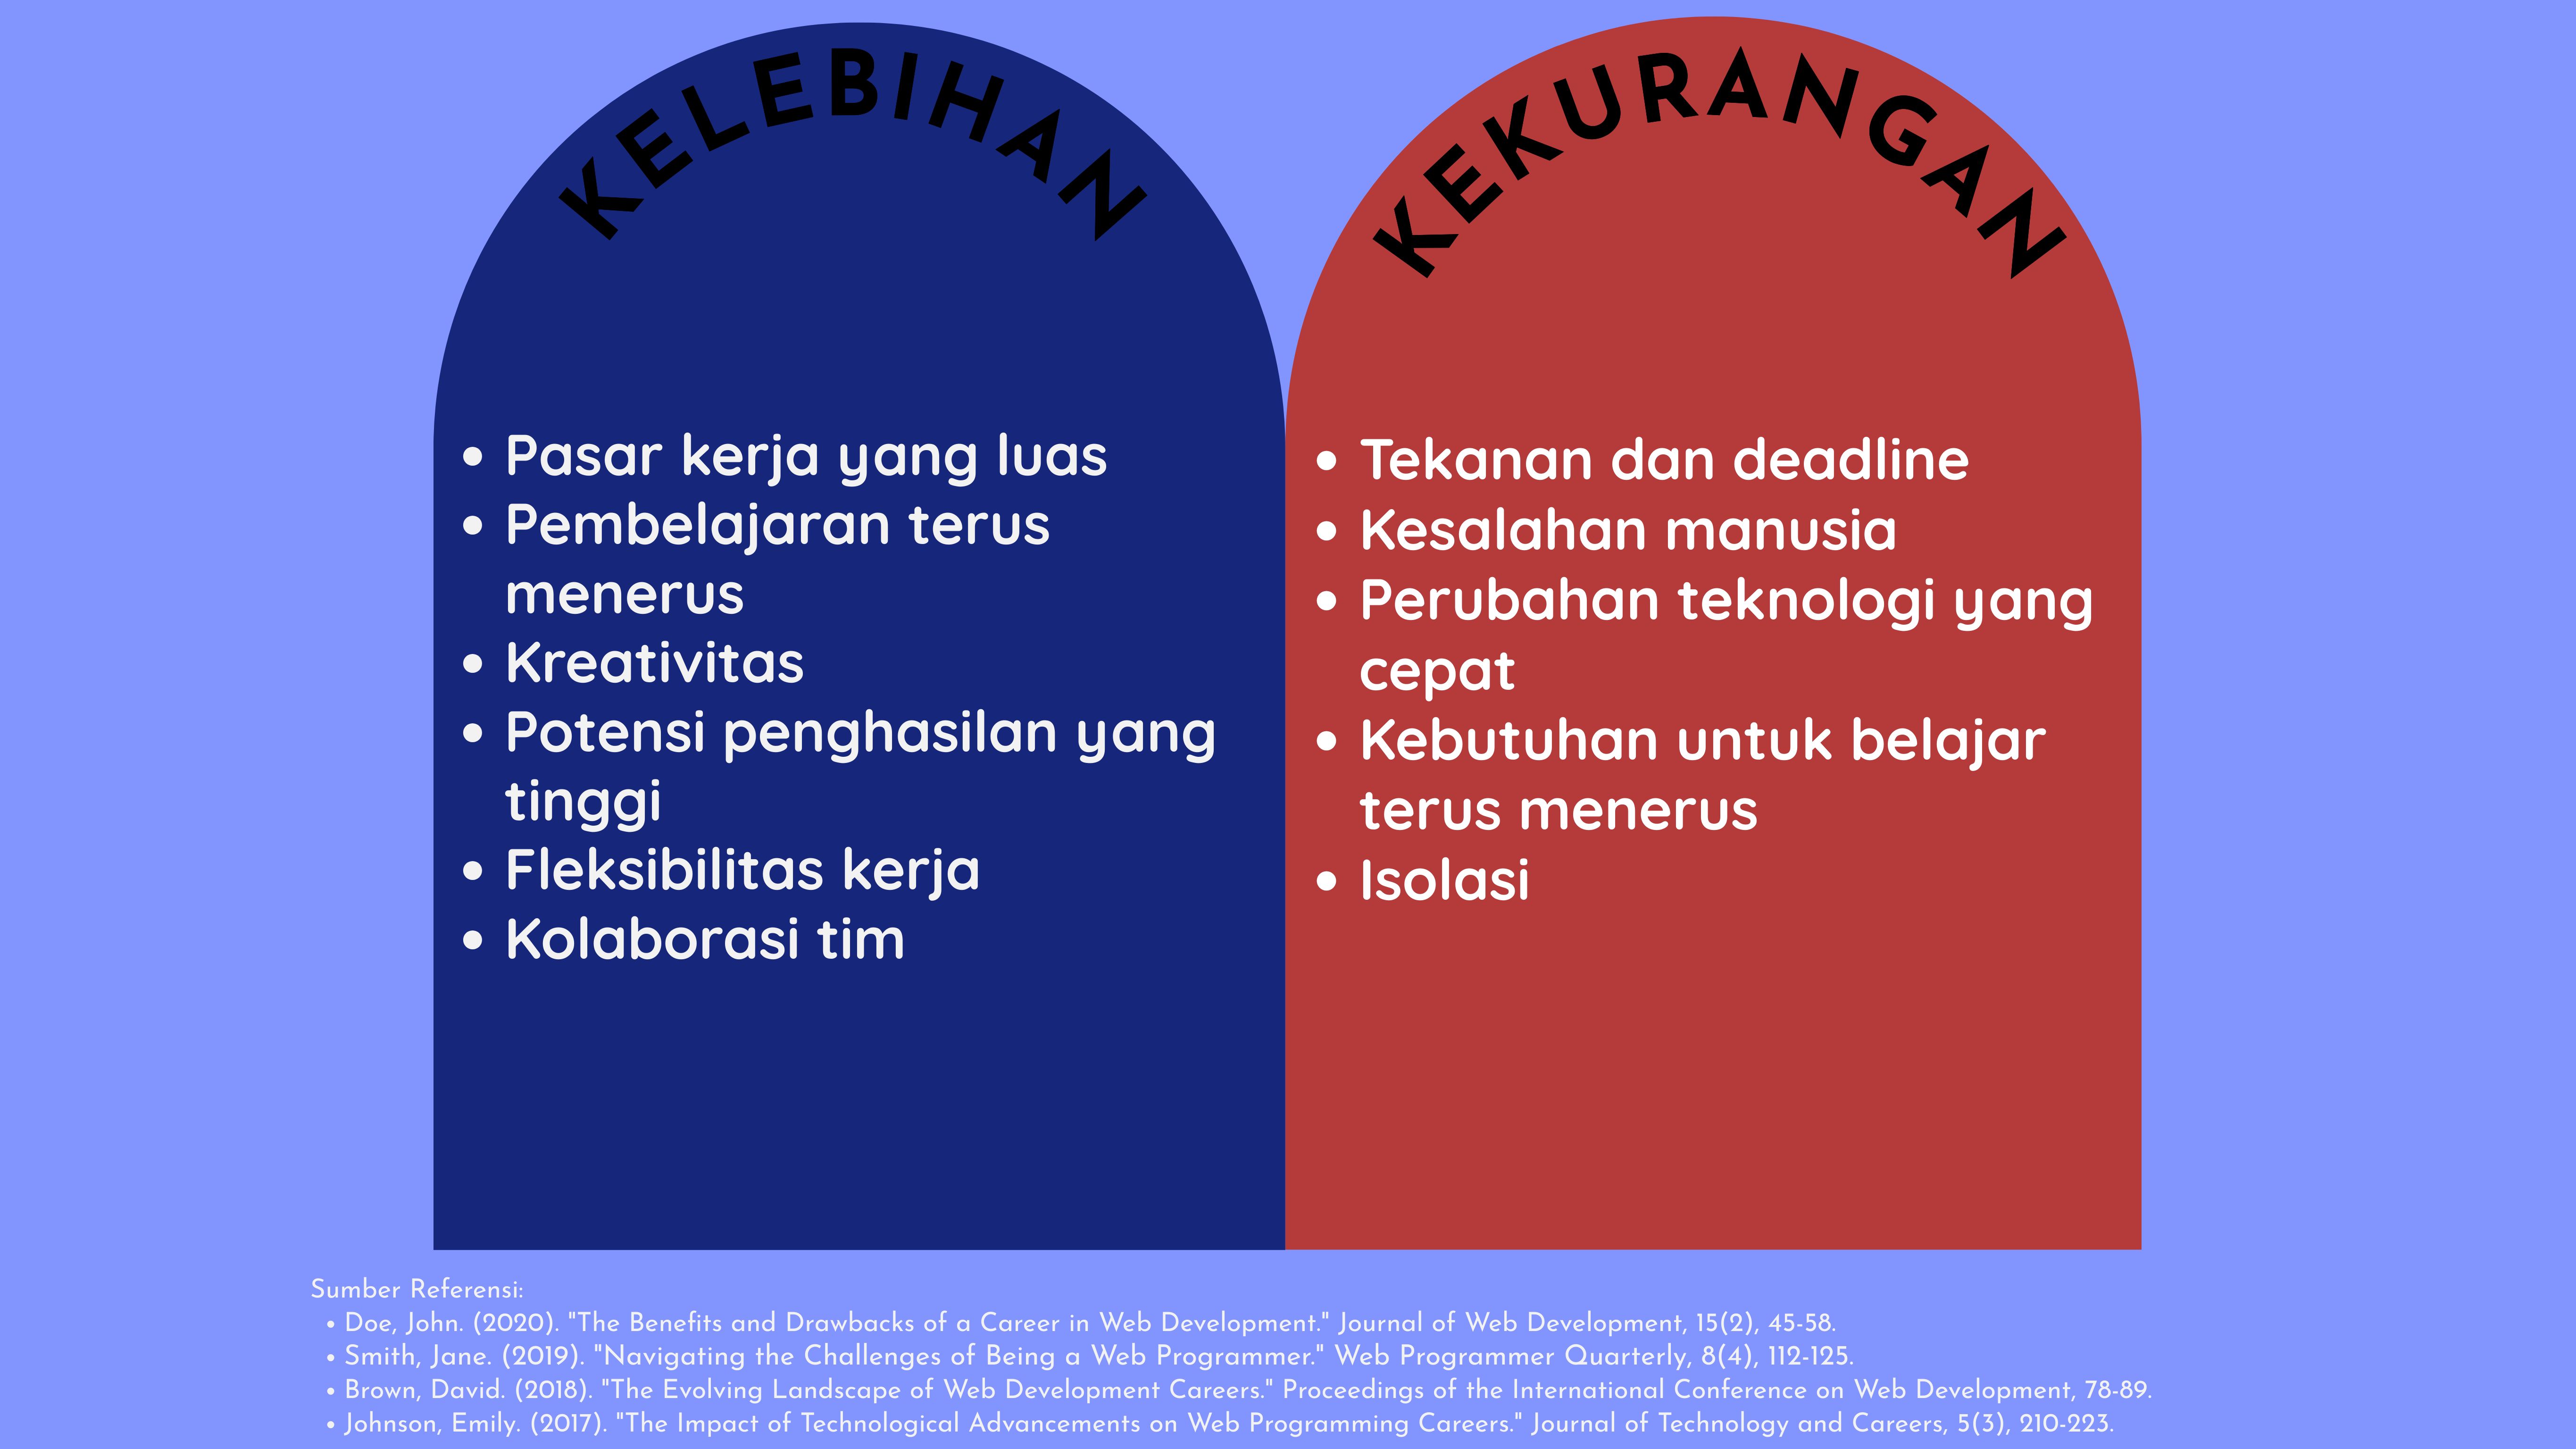 KELEBIHAN
• Pasar kerja yang luas
• Pembelajaran terus
menerus
• Kreativitas
• Potensi penghasilan yang
tinggi
• Fleksibilitas kerja
• Kolaborasi tim
KEKURANGAN
• Tekanan dan deadline
• Kesalahan manusia
• Perubahan teknologi yang
cepat
• Kebutuhan untuk belajar
terus menerus
• Isolasi
Sumber Referensi:
• Doe, John. (2020). "The Benefits and Drawbacks of a Career in Web Development." Journal of Web Development, 15(2), 45-58.
• Smith, Jane. (2019). "Navigating the Challenges of Being a Web Programmer." Web Programmer Quarterly, 8(4), 112-125.
• Brown, David. (2018). "The Evolving Landscape of Web Development Careers." Proceedings of the International Conference on Web Development, 78-89.
• Johnson, Emily. (2017). "The Impact of Technological Advancements on Web Programming Careers." Journal of Technology and Careers, 5(3), 210-223.